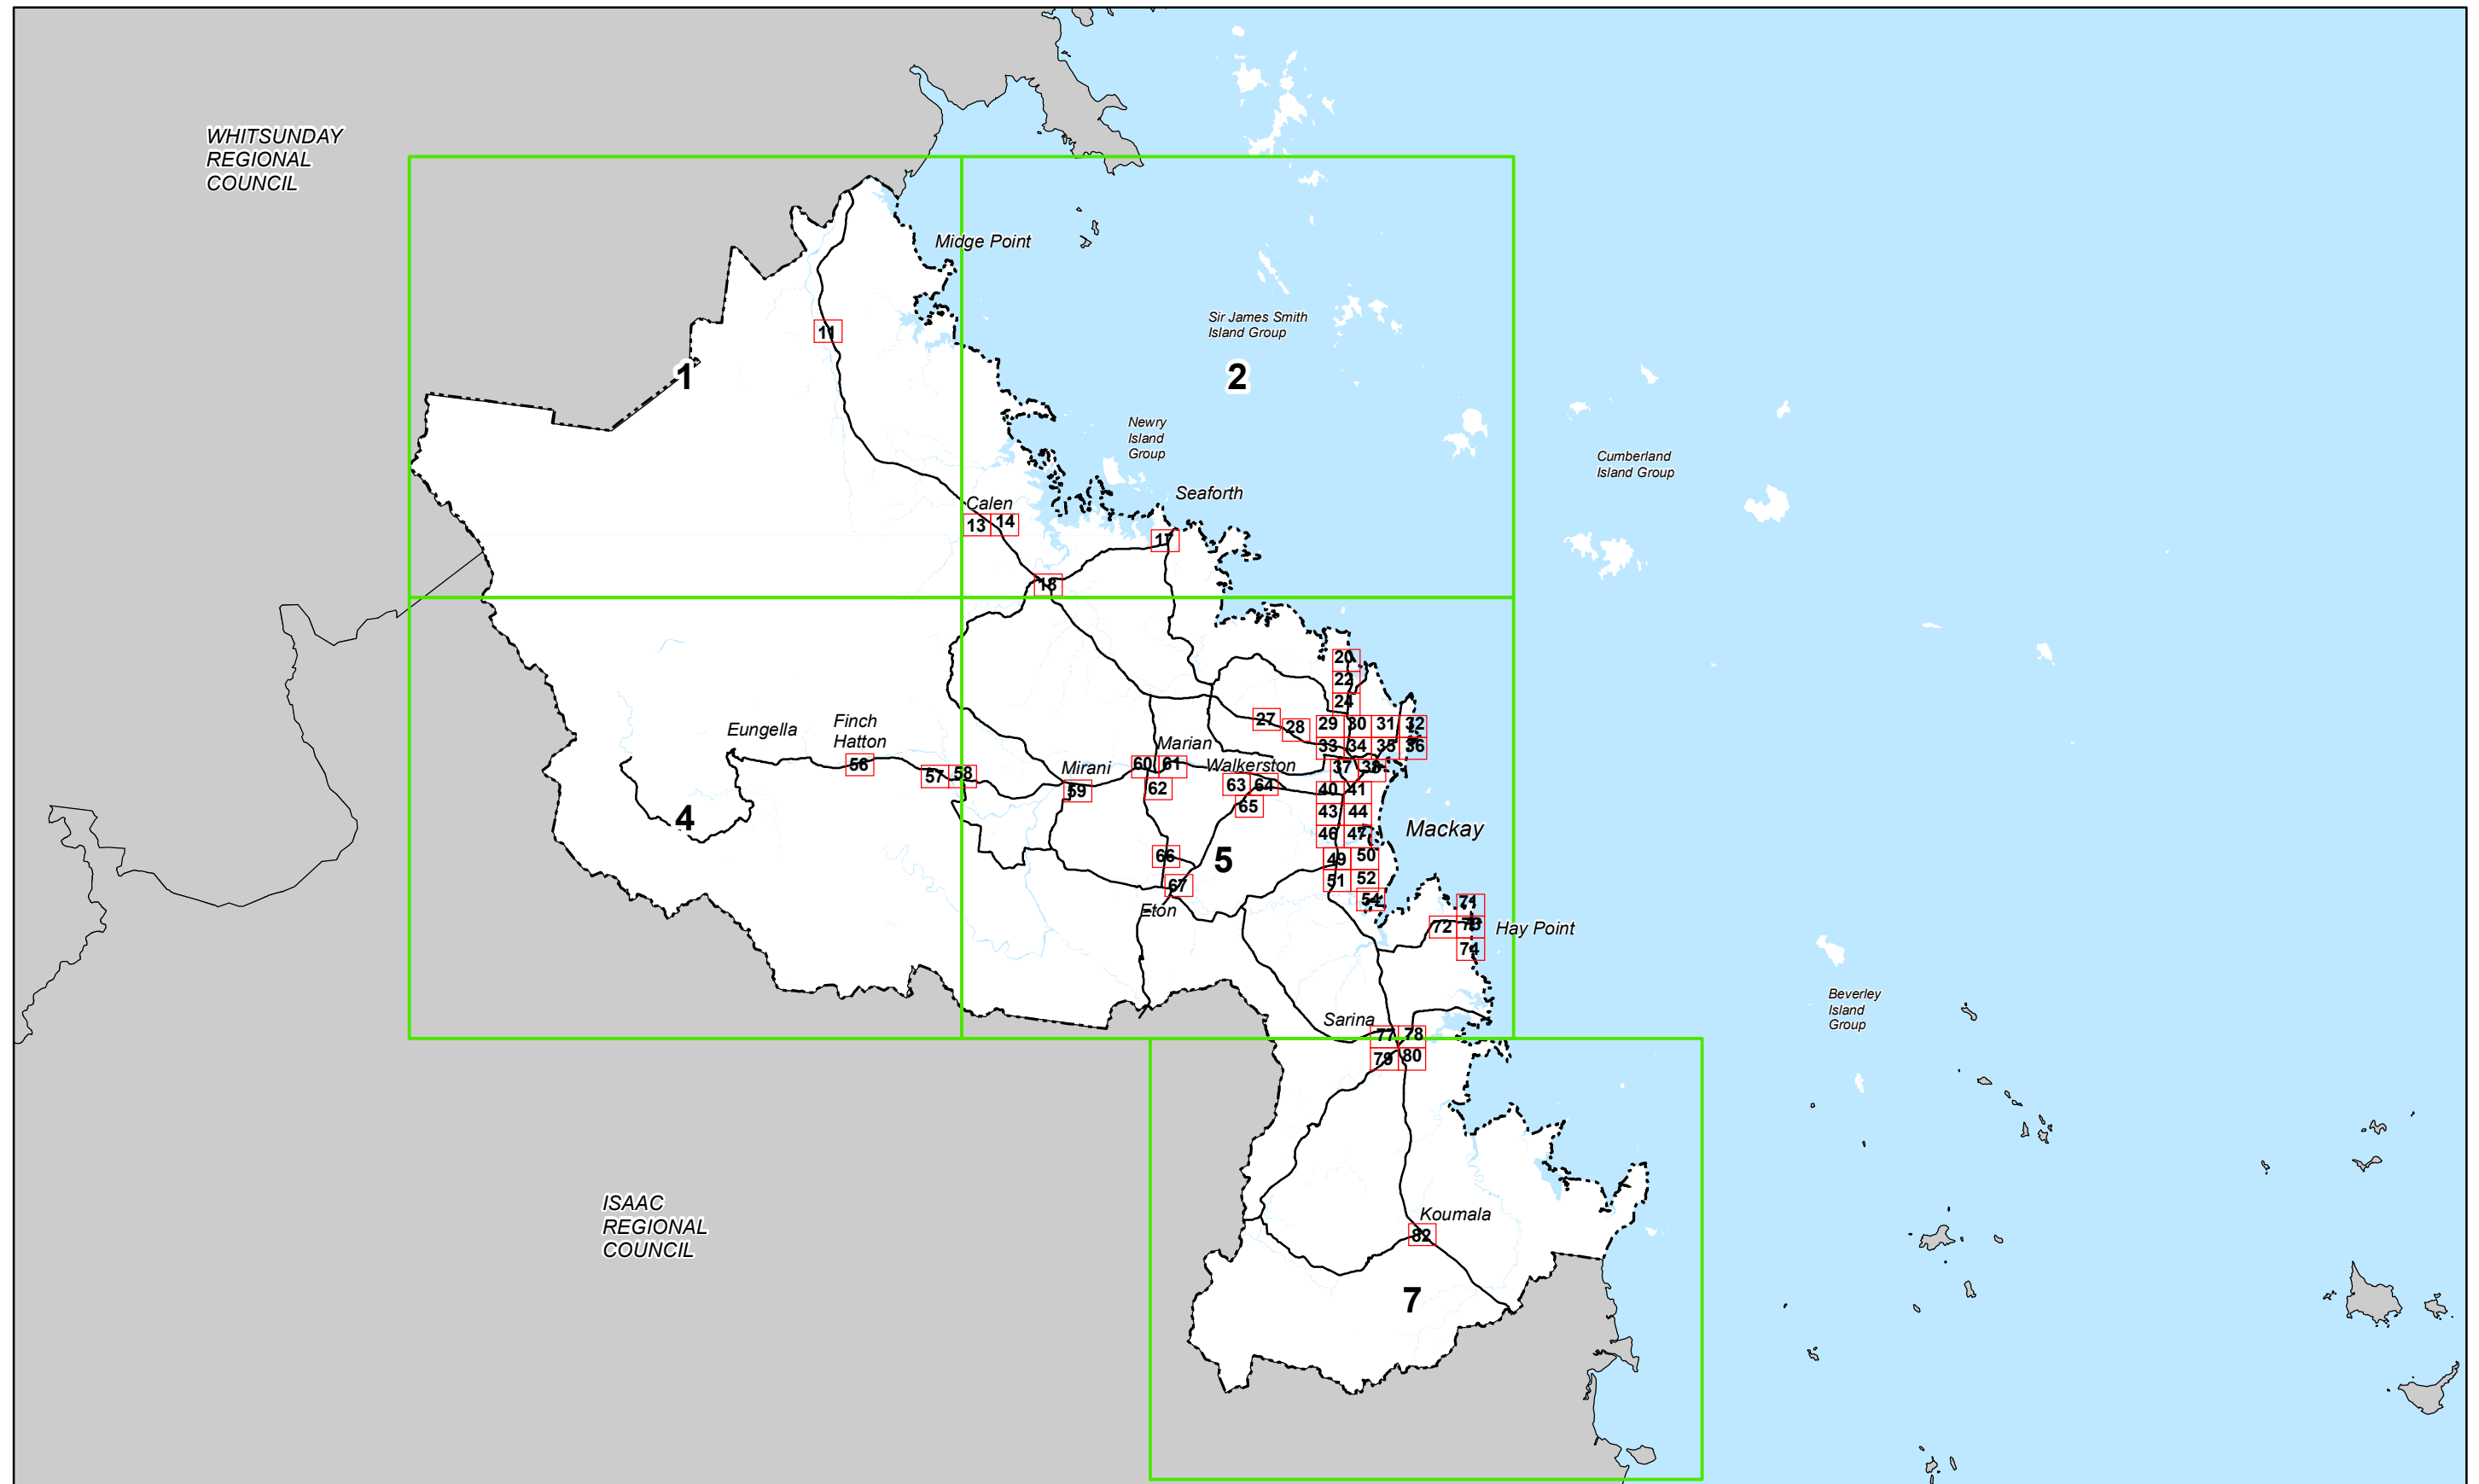 WHITSUNDAY
REGIONAL
COUNCIL
Midge Point
Sir James Smith
Island Group
11
1
2
Newry
Island
Group
Cumberland
Island Group
Seaforth
Calen
13 14
17
18
20
22
24
27
28
29 30 31 32
33 34 35 36
Eungella
Finch
Hatton
56
57 58
Marian
Mirani
60 61
59
62
Walkerston
63 64
65
37 38
40 41
43 44
46 47
Mackay
4
5
49 50
51 52
54
66
67
Eton
71
72 73
74
Hay Point
Beverley
Island
Group
Sarina
77 78
79 80
ISAAC
REGIONAL
COUNCIL
Koumala
82
7